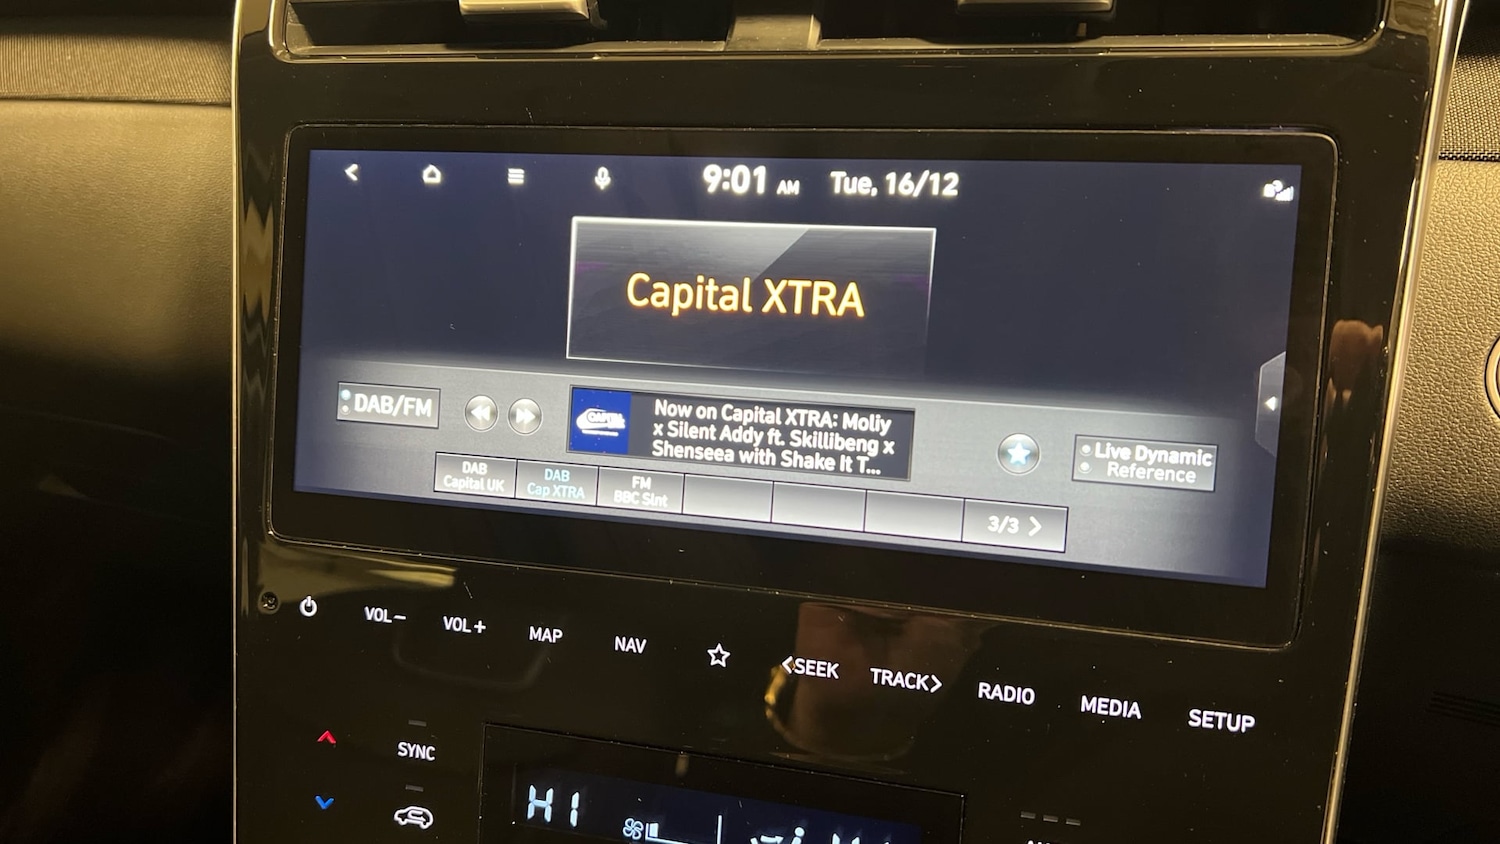 9:01 AM Tue, 16/12
Capital XTRA
DAB/FM
Now on Capital XTRA: Moliy
x Silent Addy ft. Skillibeng x
Shenseea with Shake It T...
Live Dynamic
Reference
DAB
Capital UK
DAB
Cap XTRA
FM
BBC Slnt
3/3 >
VOL− VOL+ MAP NAV <SEEK TRACK> RADIO MEDIA SETUP
SYNC
HI